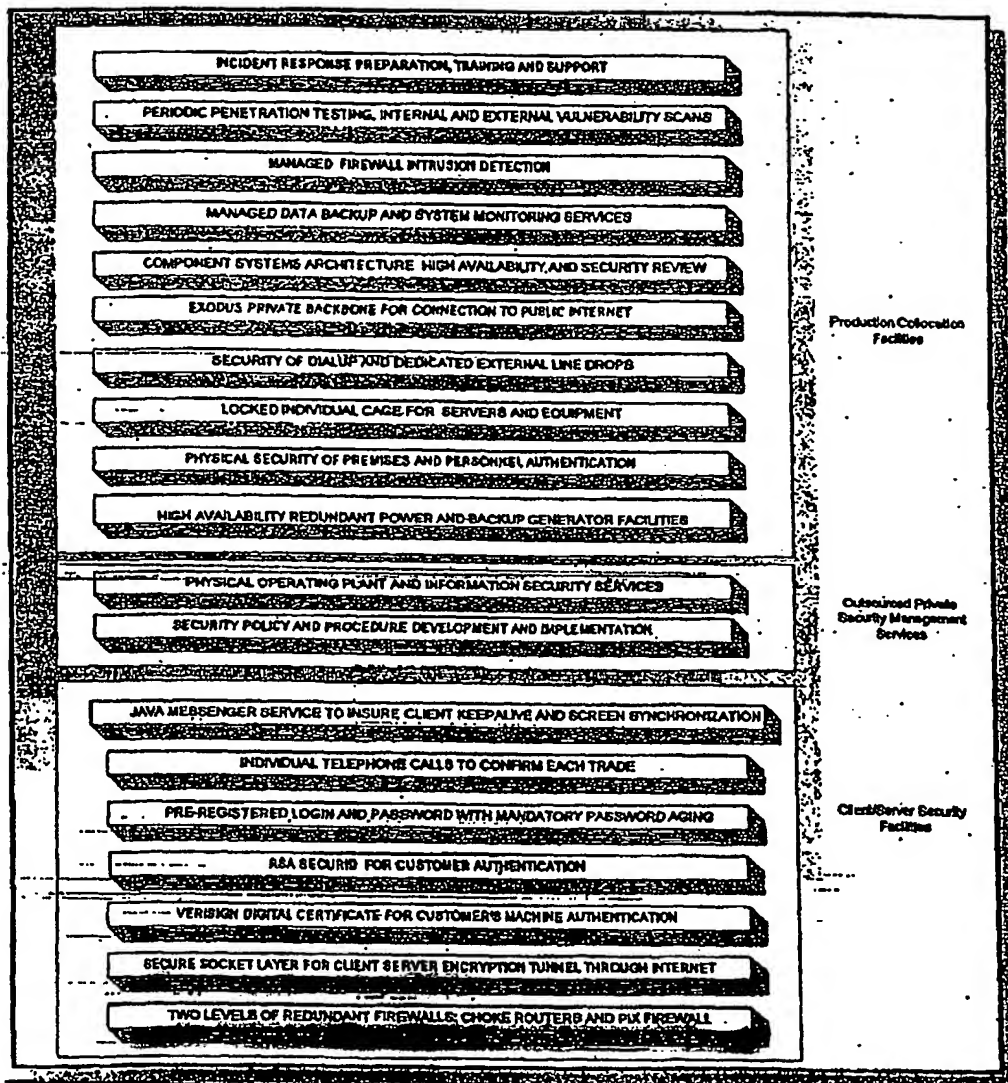 INCIDENT RESPONSE PREPARATION, TRAINING AND SUPPORT
PERIODIC PENETRATION TESTING, INTERNAL AND EXTERNAL VULNERABILITY SCANS
MANAGED FIREWALL INTRUSION DETECTION
MANAGED DATA BACKUP AND SYSTEM MONITORING SERVICES
COMPONENT SYSTEMS ARCHITECTURE HIGH AVAILABILITY, AND SECURITY REVIEW
EXODUS PRIVATE BACKBONE FOR CONNECTION TO PUBLIC INTERNET
Production Collocation
Facilities
SECURITY OF DIALUP AND DEDICATED EXTERNAL LINE DROPS
LOCKED INDIVIDUAL CAGE FOR SERVERS AND EQUIPMENT
PHYSICAL SECURITY OF PREMISES AND PERSONNEL AUTHENTICATION
HIGH AVAILABILITY REDUNDANT POWER AND BACKUP GENERATOR FACILITIES
PHYSICAL OPERATING PLANT AND INFORMATION SECURITY SERVICES
SECURITY POLICY AND PROCEDURE DEVELOPMENT AND IMPLEMENTATION
Outsourced Private
Security Management
Services
JAVA MESSENGER SERVICE TO INSURE CLIENT KEEPALIVE AND SCREEN SYNCHRONIZATION
INDIVIDUAL TELEPHONE CALLS TO CONFIRM EACH TRADE
PRE-REGISTERED LOGIN AND PASSWORD WITH MANDATORY PASSWORD AGING
Client/Server Security
Facilities
RSA SECURID FOR CUSTOMER AUTHENTICATION
VERISIGN DIGITAL CERTIFICATE FOR CUSTOMER'S MACHINE AUTHENTICATION
SECURE SOCKET LAYER FOR CLIENT SERVER ENCRYPTION TUNNEL THROUGH INTERNET
TWO LEVELS OF REDUNDANT FIREWALLS; CHOKE ROUTERS AND PIX FIREWALL